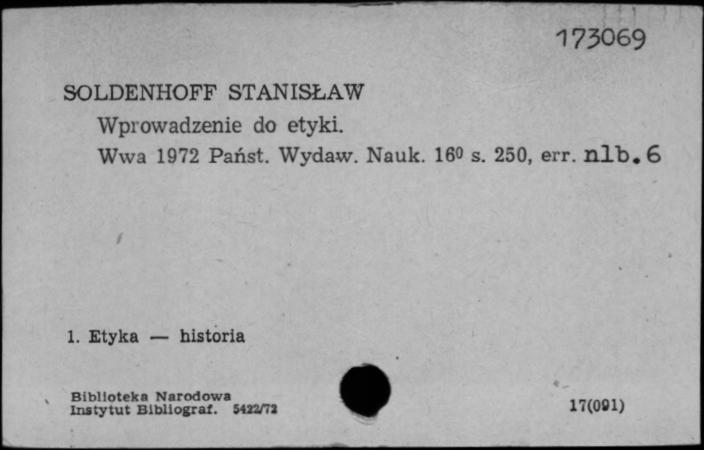 173069
SOLDENHOFF STANISŁAW
Wprowadzenie do etyki.
Wwa 1972 Państ. Wydaw. Nauk. 16⁰ s. 250, err. nlb. 6
1. Etyka — historia
Biblioteka Narodowa
Instytut Bibliograf. 5422/72
17(091)